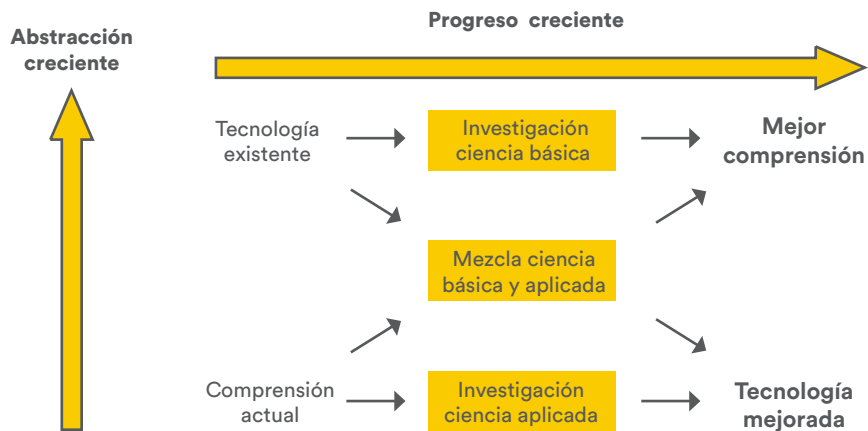 Progreso creciente
Abstracción
creciente
Tecnología
existente
Investigación
ciencia básica
Mejor
comprensión
Mezcla ciencia
básica y aplicada
Comprensión
actual
Investigación
ciencia aplicada
Tecnología
mejorada